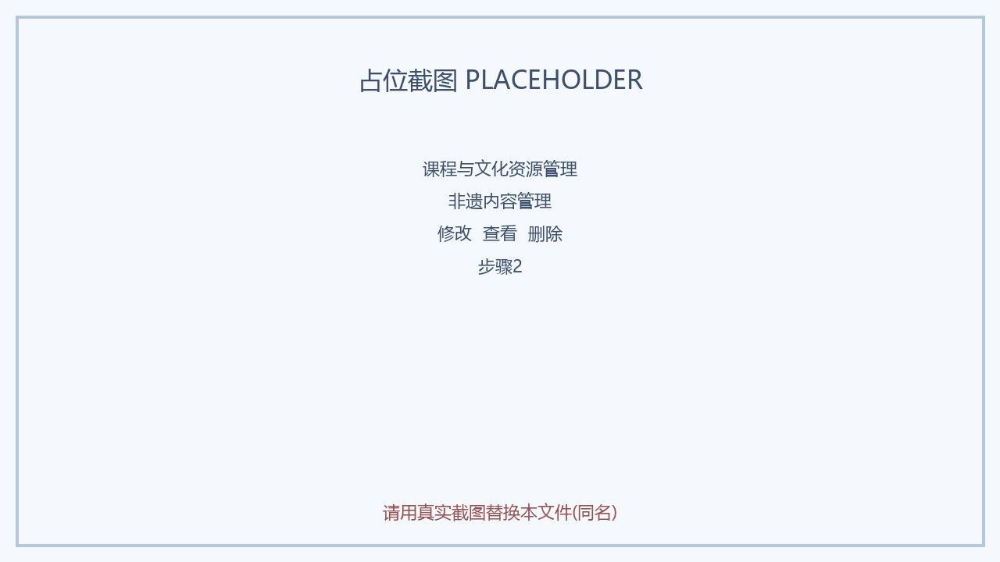 占位截图 PLACEHOLDER
课程与文化资源管理
非遗内容管理
修改 查看 删除
步骤2
请用真实截图替换本文件(同名)